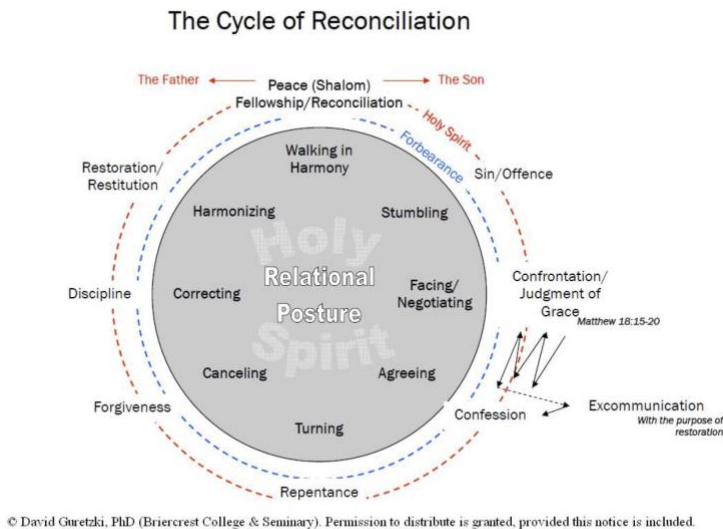 The Cycle of Reconciliation
The Father
Peace (Shalom)
Fellowship/Reconciliation
The Son
Holy Spirit
Forbearance
Sin/Offence
Confrontation/
Judgment of
Grace
Matthew 18:15-20
Excommunication
With the purpose of
restoration
Confession
Repentance
Forgiveness
Discipline
Restoration/
Restitution
Walking in
Harmony
Stumbling
Facing/
Negotiating
Agreeing
Turning
Canceling
Correcting
Harmonizing
Holy
Relational
Posture
Spirit
© David Guretzki, PhD (Briercrest College & Seminary). Permission to distribute is granted, provided this notice is included.